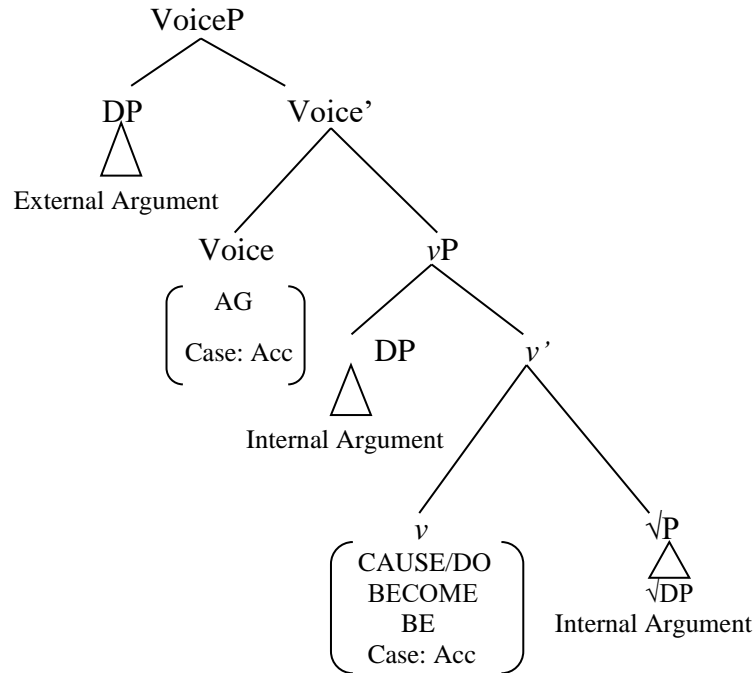 VoiceP
DP Voice’
External Argument
Voice vP
AG
Case: Acc
DP v’
Internal Argument
v √P
CAUSE/DO
BECOME
BE
Case: Acc
√DP
Internal Argument